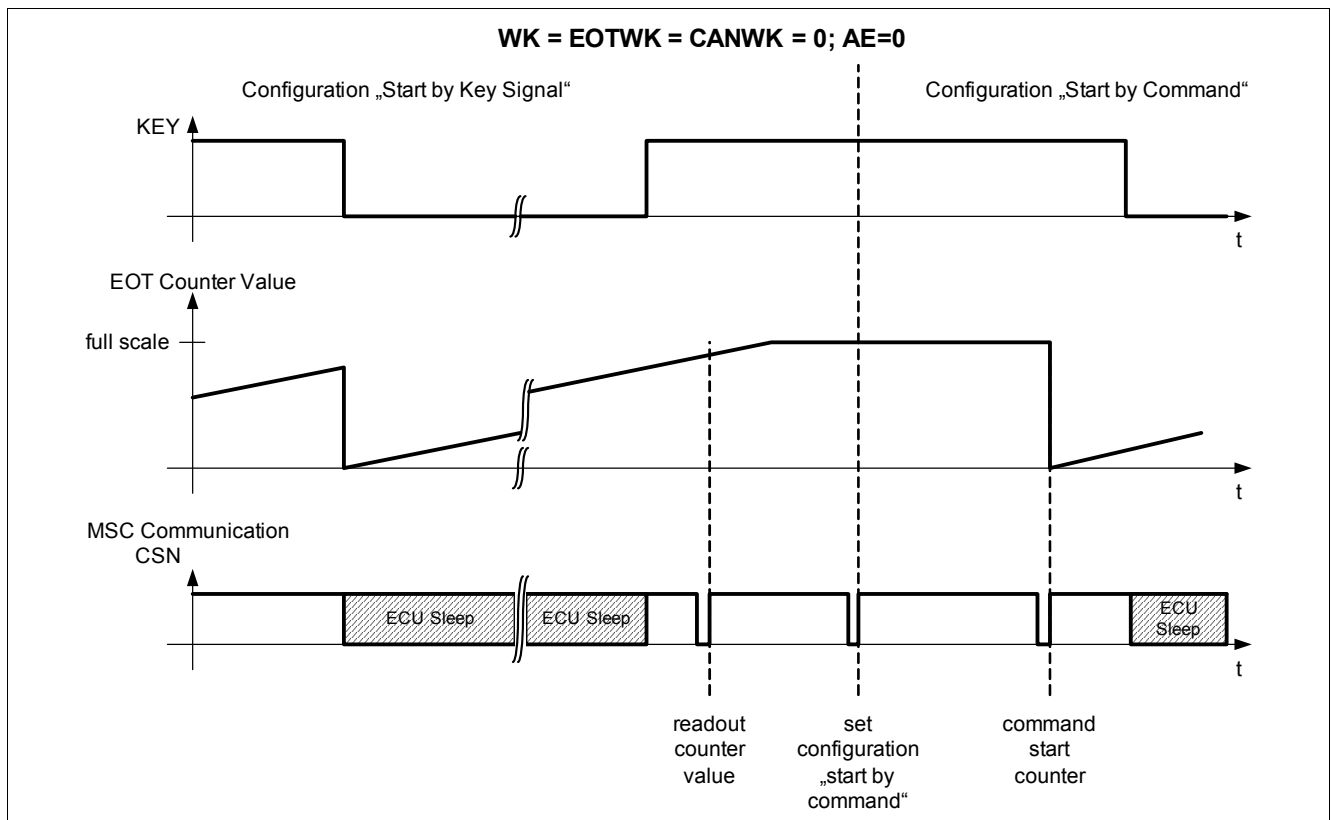 WK = EOTWK = CANWK = 0; AE=0
Configuration „Start by Key Signal“
Configuration „Start by Command“
KEY
t
EOT Counter Value
full scale
t
MSC Communication
CSN
ECU Sleep
ECU Sleep
ECU
Sleep
t
readout
counter
value
set
configuration
„start by
command“
command
start
counter